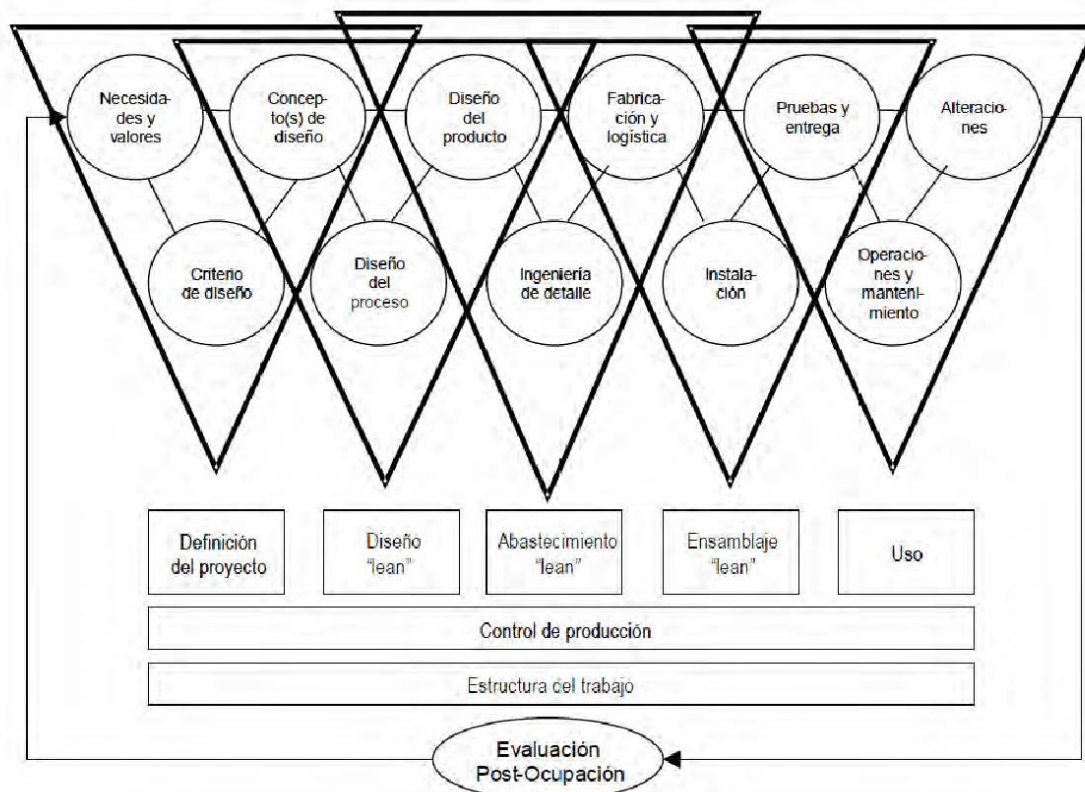 Necesida-
des y
valores
Concep-
to(s) de
diseño
Diseño
del
producto
Fabrica-
ción y
logística
Pruebas y
entrega
Alteracio-
nes
Criterio
de diseño
Diseño
del
proceso
Ingeniería
de detalle
Instala-
ción
Operacio-
nes y
manteni-
miento
Definición
del proyecto
Diseño
"lean"
Abastecimiento
"lean"
Ensamblaje
"lean"
Uso
Control de producción
Estructura del trabajo
Evaluación
Post-Ocupación